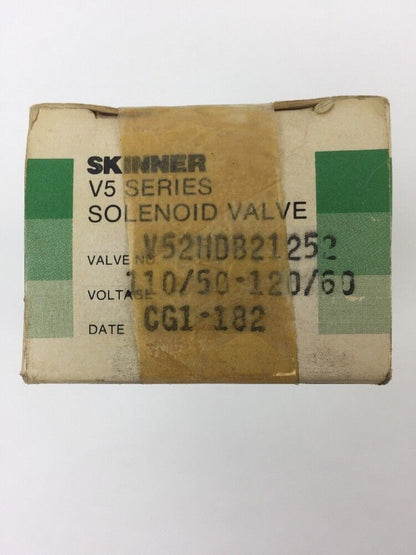 SKINNER
V5 SERIES
SOLENOID VALVE
VALVE NO. V52HDB21252
VOLTAGE 110/50-120/60
DATE CG1-182